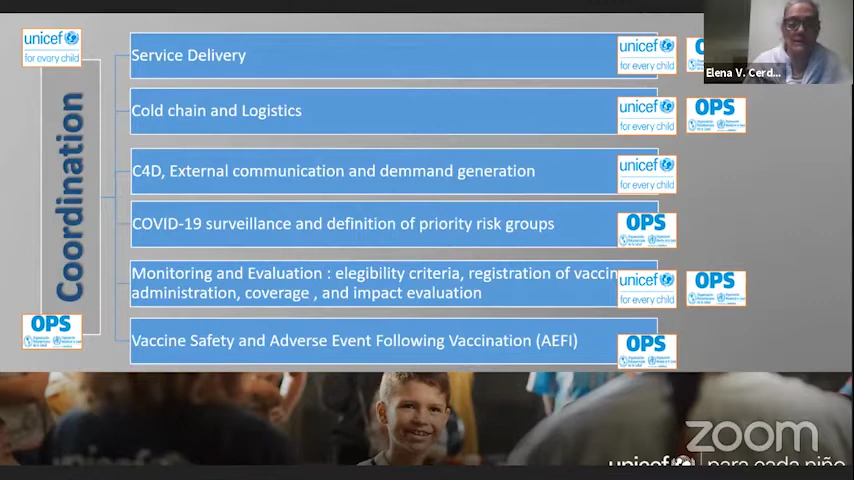 unicef
for every child
Coordination
OPS
Service Delivery
unicef
for every child
Cold chain and Logistics
unicef
for every child
OPS
C4D, External communication and demmand generation
unicef
for every child
COVID-19 surveillance and definition of priority risk groups
OPS
Monitoring and Evaluation : elegibility criteria, registration of vaccin
administration, coverage , and impact evaluation
unicef
for every child
OPS
Vaccine Safety and Adverse Event Following Vaccination (AEFI)
OPS
Elena V. Cerd...
zoom
unicef
para cada niño
unicef